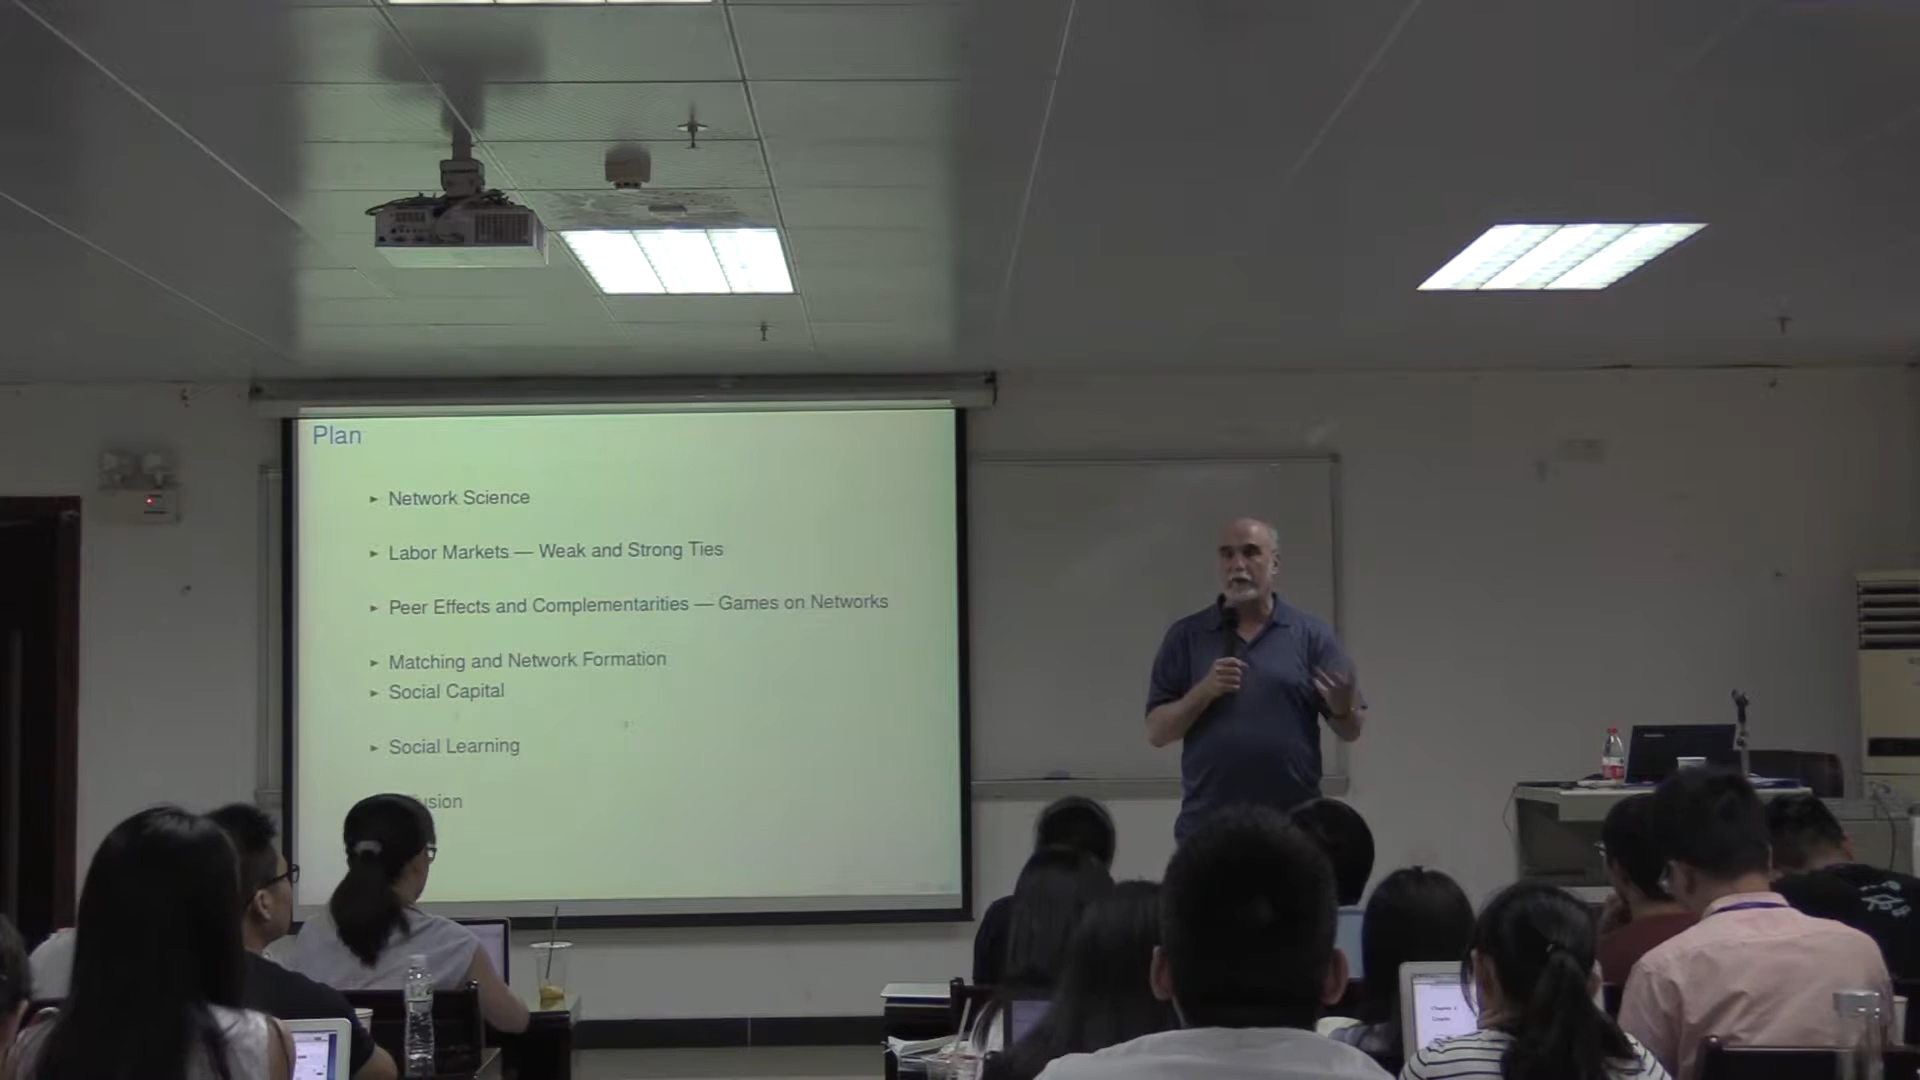 Plan
▸ Network Science
▸ Labor Markets — Weak and Strong Ties
▸ Peer Effects and Complementarities — Games on Networks
▸ Matching and Network Formation
▸ Social Capital
▸ Social Learning
usion